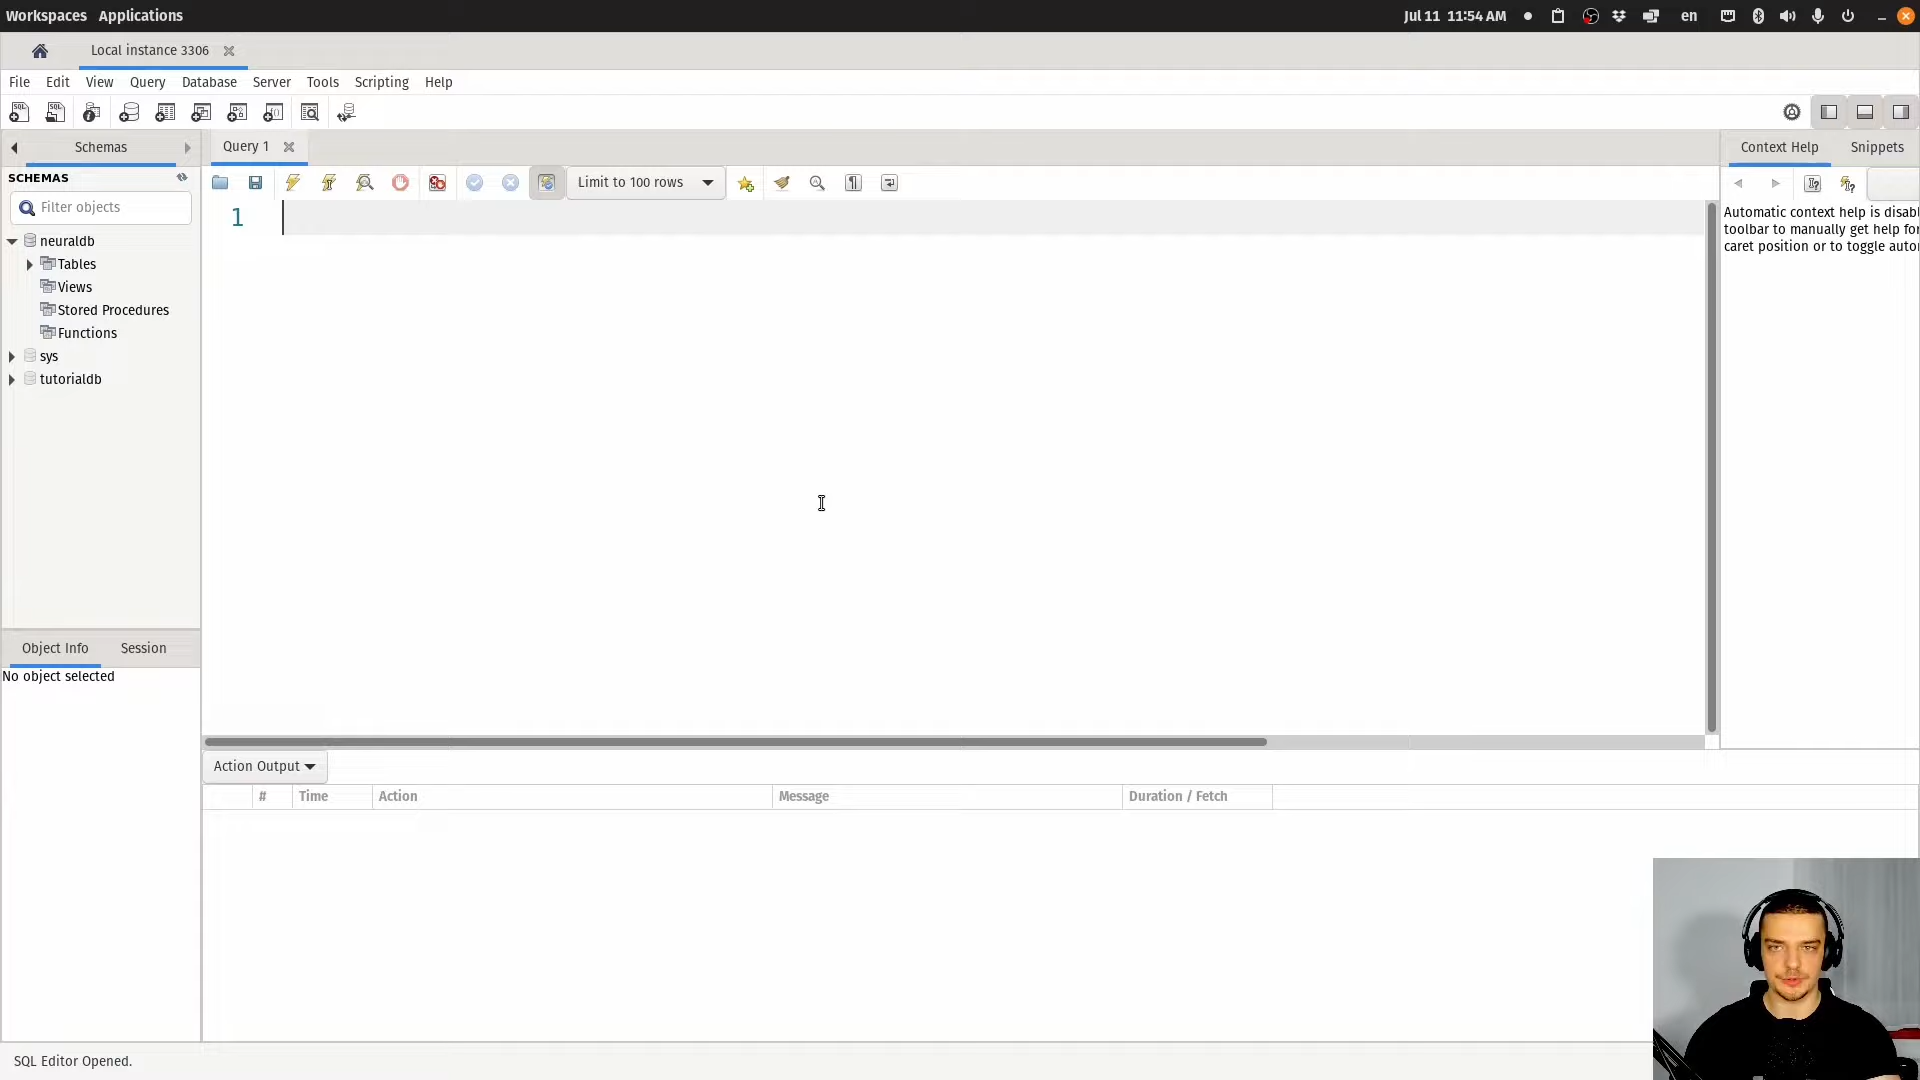 Workspaces Applications Jul 11 11:54 AM en
Local instance 3306
File Edit View Query Database Server Tools Scripting Help
Schemas Query 1 Context Help Snippets
SCHEMAS
Limit to 100 rows
Filter objects
1
Automatic context help is disabl
toolbar to manually get help for
caret position or to toggle auto
neuraldb
Tables
Views
Stored Procedures
Functions
sys
tutorialdb
Object Info Session
No object selected
Action Output
# Time Action Message Duration / Fetch
SQL Editor Opened.